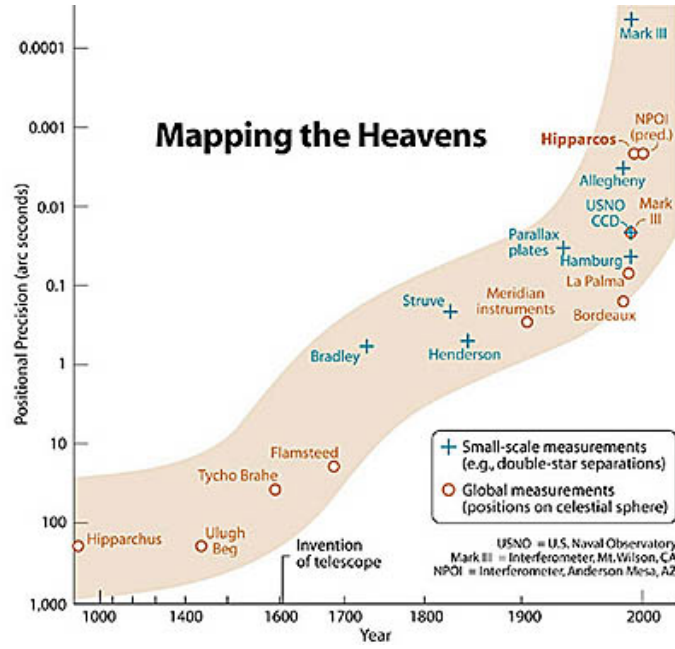 Mapping the Heavens
Positional Precision (arc seconds)
0.0001
0.001
0.01
0.1
1
10
100
1,000
Mark III
NPOI
(pred.)
Hipparcos
Allegheny
USNO
CCD
Mark
III
Parallax
plates
Hamburg
La Palma
Bordeaux
Struve
Meridian
instruments
Bradley
Henderson
Flamsteed
Tycho Brahe
Hipparchus
Ulugh
Beg
Invention
of telescope
Small-scale measurements
(e.g., double-star separations)
Global measurements
(positions on celestial sphere)
USNO = U.S. Naval Observatory
Mark III = Interferometer, Mt. Wilson, CA
NPOI = Interferometer, Anderson Mesa, AZ
1000
1400
1600
1700
1800
1900
2000
Year